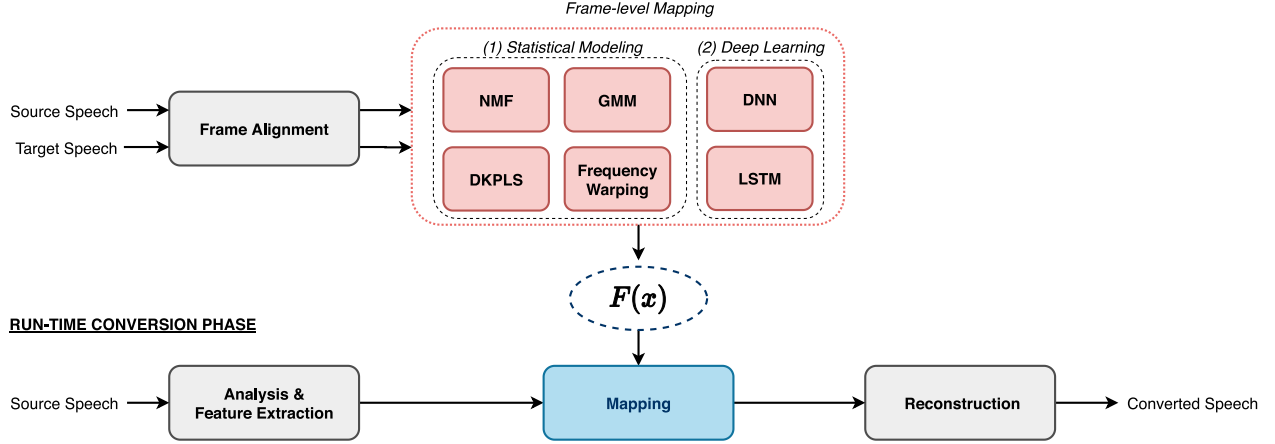 Frame-level Mapping
(1) Statistical Modeling
(2) Deep Learning
NMF
GMM
DNN
Source Speech
Frame Alignment
Target Speech
DKPLS
Frequency
Warping
LSTM
F(x)
RUN-TIME CONVERSION PHASE
Source Speech
Analysis &
Feature Extraction
Mapping
Reconstruction
Converted Speech